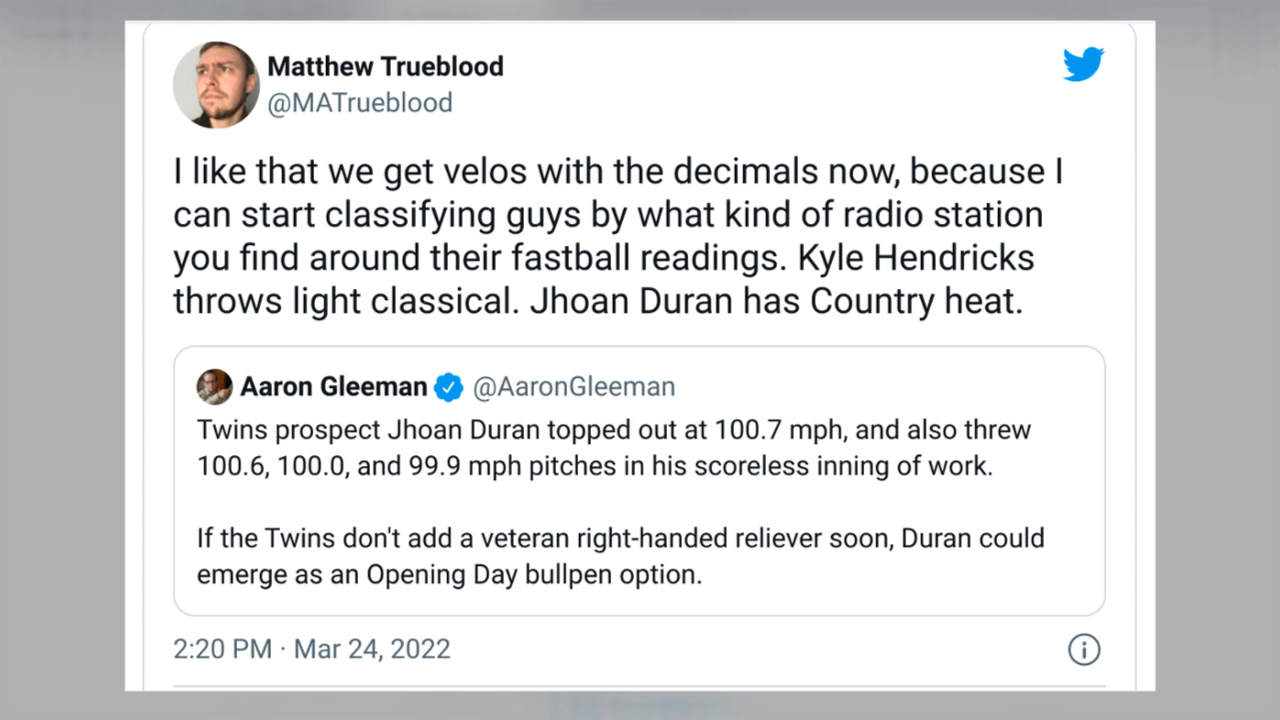 Matthew Trueblood
@MATrueblood
I like that we get velos with the decimals now, because I
can start classifying guys by what kind of radio station
you find around their fastball readings. Kyle Hendricks
throws light classical. Jhoan Duran has Country heat.
Aaron Gleeman @AaronGleeman
Twins prospect Jhoan Duran topped out at 100.7 mph, and also threw
100.6, 100.0, and 99.9 mph pitches in his scoreless inning of work.
If the Twins don't add a veteran right-handed reliever soon, Duran could
emerge as an Opening Day bullpen option.
2:20 PM · Mar 24, 2022